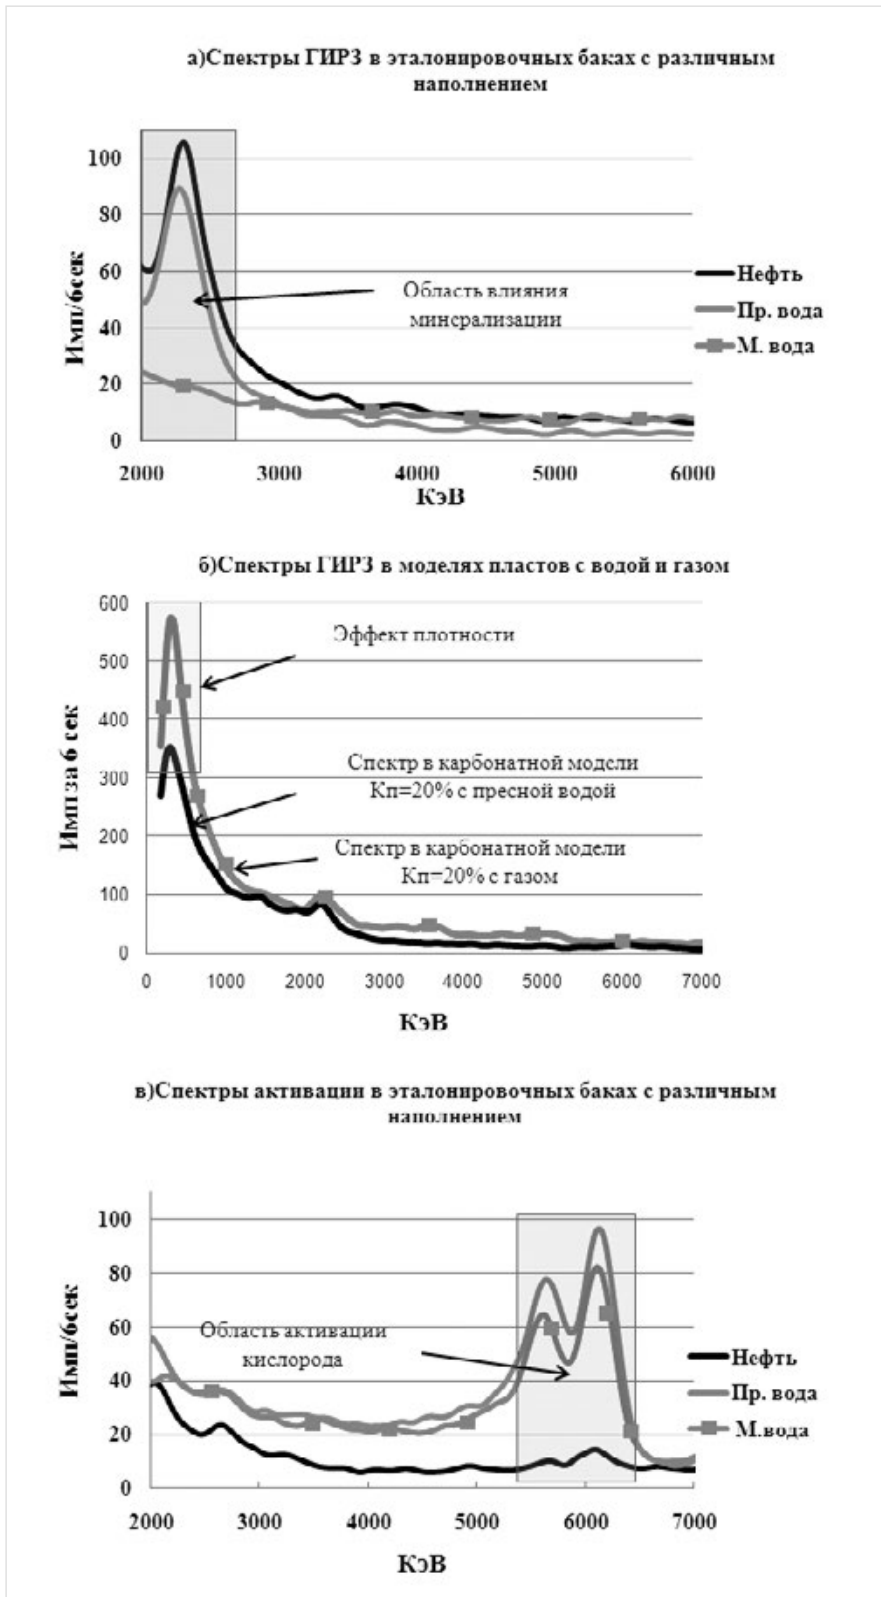 а)Спектры ГИРЗ в эталонировочных баках с различным
наполнением
Имп/6сек
100
80
60
40
20
0
Область влияния
минерализации
Нефть
Пр. вода
М. вода
2000
3000
4000
5000
6000
КэВ
б)Спектры ГИРЗ в моделях пластов с водой и газом
Имп за 6 сек
600
500
400
300
200
100
0
Эффект плотности
Спектр в карбонатной модели
Кп=20% с пресной водой
Спектр в карбонатной модели
Кп=20% с газом
0
1000
2000
3000
4000
5000
6000
7000
КэВ
в)Спектры активации в эталонировочных баках с различным
наполнением
Имп/6сек
100
80
60
40
20
0
Область активации
кислорода
Нефть
Пр. вода
М.вода
2000
3000
4000
5000
6000
7000
КэВ